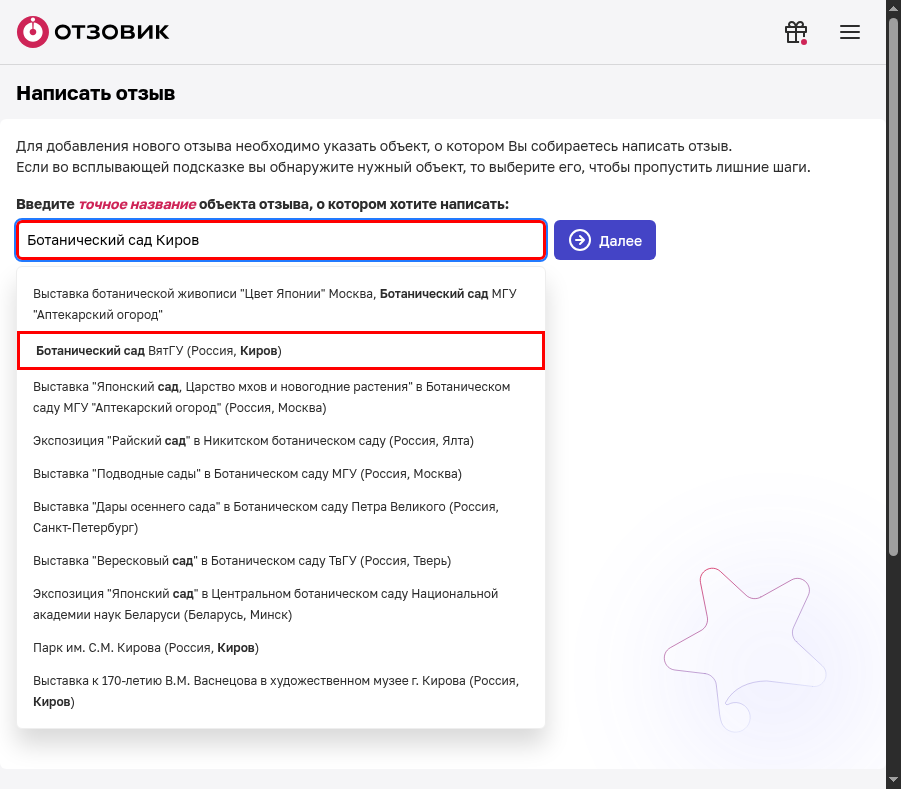 ОТЗОВИК
Написать отзыв
Для добавления нового отзыва необходимо указать объект, о котором Вы собираетесь написать отзыв.
Если во всплывающей подсказке вы обнаружите нужный объект, то выберите его, чтобы пропустить лишние шаги.
Введите точное название объекта отзыва, о котором хотите написать:
Ботанический сад Киров
Далее
Выставка ботанической живописи "Цвет Японии" Москва, Ботанический сад МГУ
"Аптекарский огород"
Ботанический сад ВятГУ (Россия, Киров)
Выставка "Японский сад, Царство мхов и новогодние растения" в Ботаническом
саду МГУ "Аптекарский огород" (Россия, Москва)
Экспозиция "Райский сад" в Никитском ботаническом саду (Россия, Ялта)
Выставка "Подводные сады" в Ботаническом саду МГУ (Россия, Москва)
Выставка "Дары осеннего сада" в Ботаническом саду Петра Великого (Россия,
Санкт-Петербург)
Выставка "Вересковый сад" в Ботаническом саду ТвГУ (Россия, Тверь)
Экспозиция "Японский сад" в Центральном ботаническом саду Национальной
академии наук Беларуси (Беларусь, Минск)
Парк им. С.М. Кирова (Россия, Киров)
Выставка к 170-летию В.М. Васнецова в художественном музее г. Кирова (Россия,
Киров)